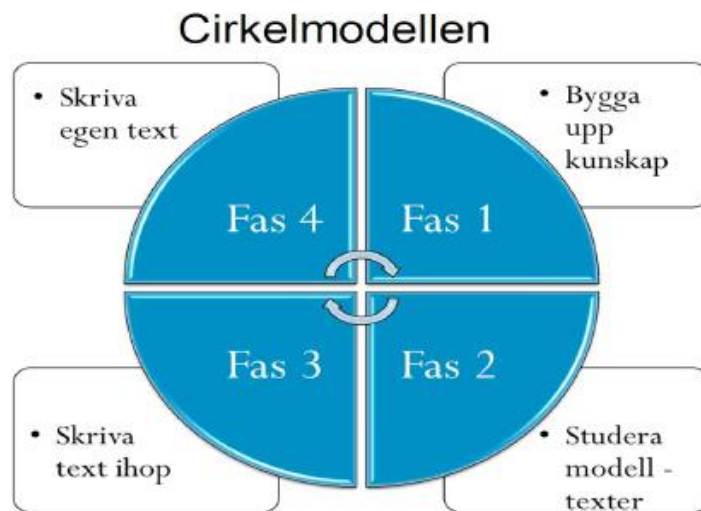 Cirkelmodellen
• Skriva
egen text
• Bygga
upp
kunskap
Fas 4
Fas 1
Fas 3
Fas 2
• Skriva
text ihop
• Studera
modell -
texter